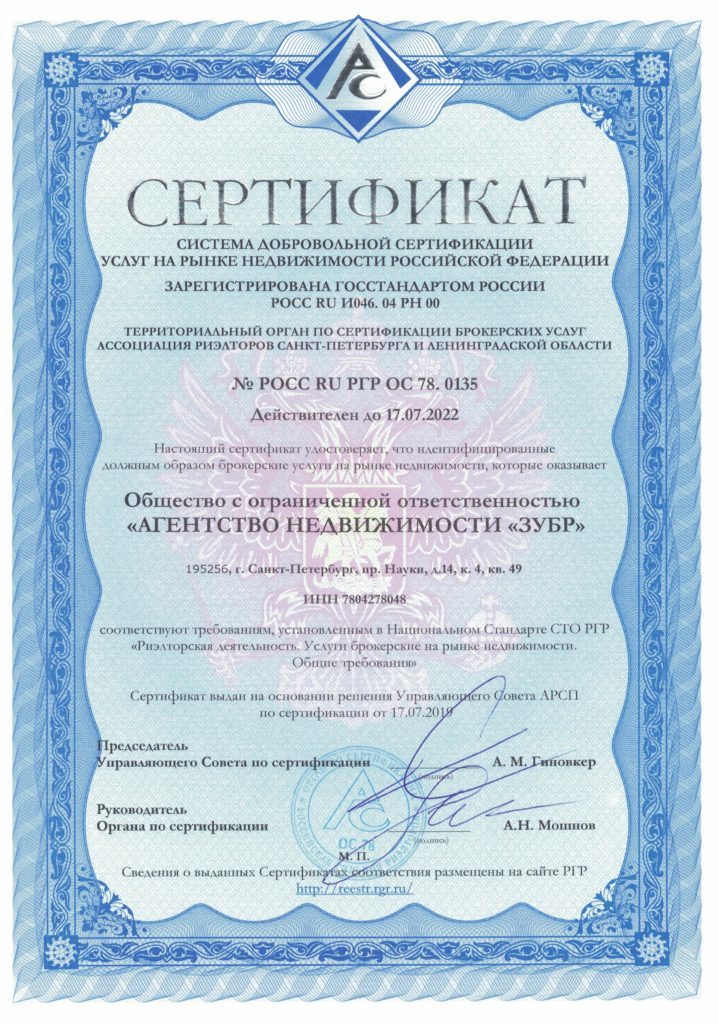 АС
СЕРТИФИКАТ
СИСТЕМА ДОБРОВОЛЬНОЙ СЕРТИФИКАЦИИ
УСЛУГ НА РЫНКЕ НЕДВИЖИМОСТИ РОССИЙСКОЙ ФЕДЕРАЦИИ
ЗАРЕГИСТРИРОВАНА ГОССТАНДАРТОМ РОССИИ
РОСС RU И046. 04 РН 00
ТЕРРИТОРИАЛЬНЫЙ ОРГАН ПО СЕРТИФИКАЦИИ БРОКЕРСКИХ УСЛУГ
АССОЦИАЦИЯ РИЭЛТОРОВ САНКТ-ПЕТЕРБУРГА И ЛЕНИНГРАДСКОЙ ОБЛАСТИ
№ РОСС RU РГР ОС 78. 0135
Действителен до 17.07.2022
Настоящий сертификат удостоверяет, что идентифицированные
должным образом брокерские услуги на рынке недвижимости, которые оказывает
Общество с ограниченной ответственностью
«АГЕНТСТВО НЕДВИЖИМОСТИ «ЗУБР»
195256, г. Санкт-Петербург, пр. Науки, д.14, к. 4, кв. 49
ИНН 7804278048
соответствуют требованиям, установленным в Национальном Стандарте СТО РГР
«Риэлторская деятельность. Услуги брокерские на рынке недвижимости.
Общие требования»
Сертификат выдан на основании решения Управляющего Совета АРСП
по сертификации от 17.07.2019
Председатель
Управляющего Совета по сертификации А. М. Гиновкер
(подпись)
Руководитель
Органа по сертификации А.Н. Мошнов
(подпись)
АС
ОС 78
М. П.
Сведения о выданных Сертификатах соответствия размещены на сайте РГР
http://reestr.rgr.ru/